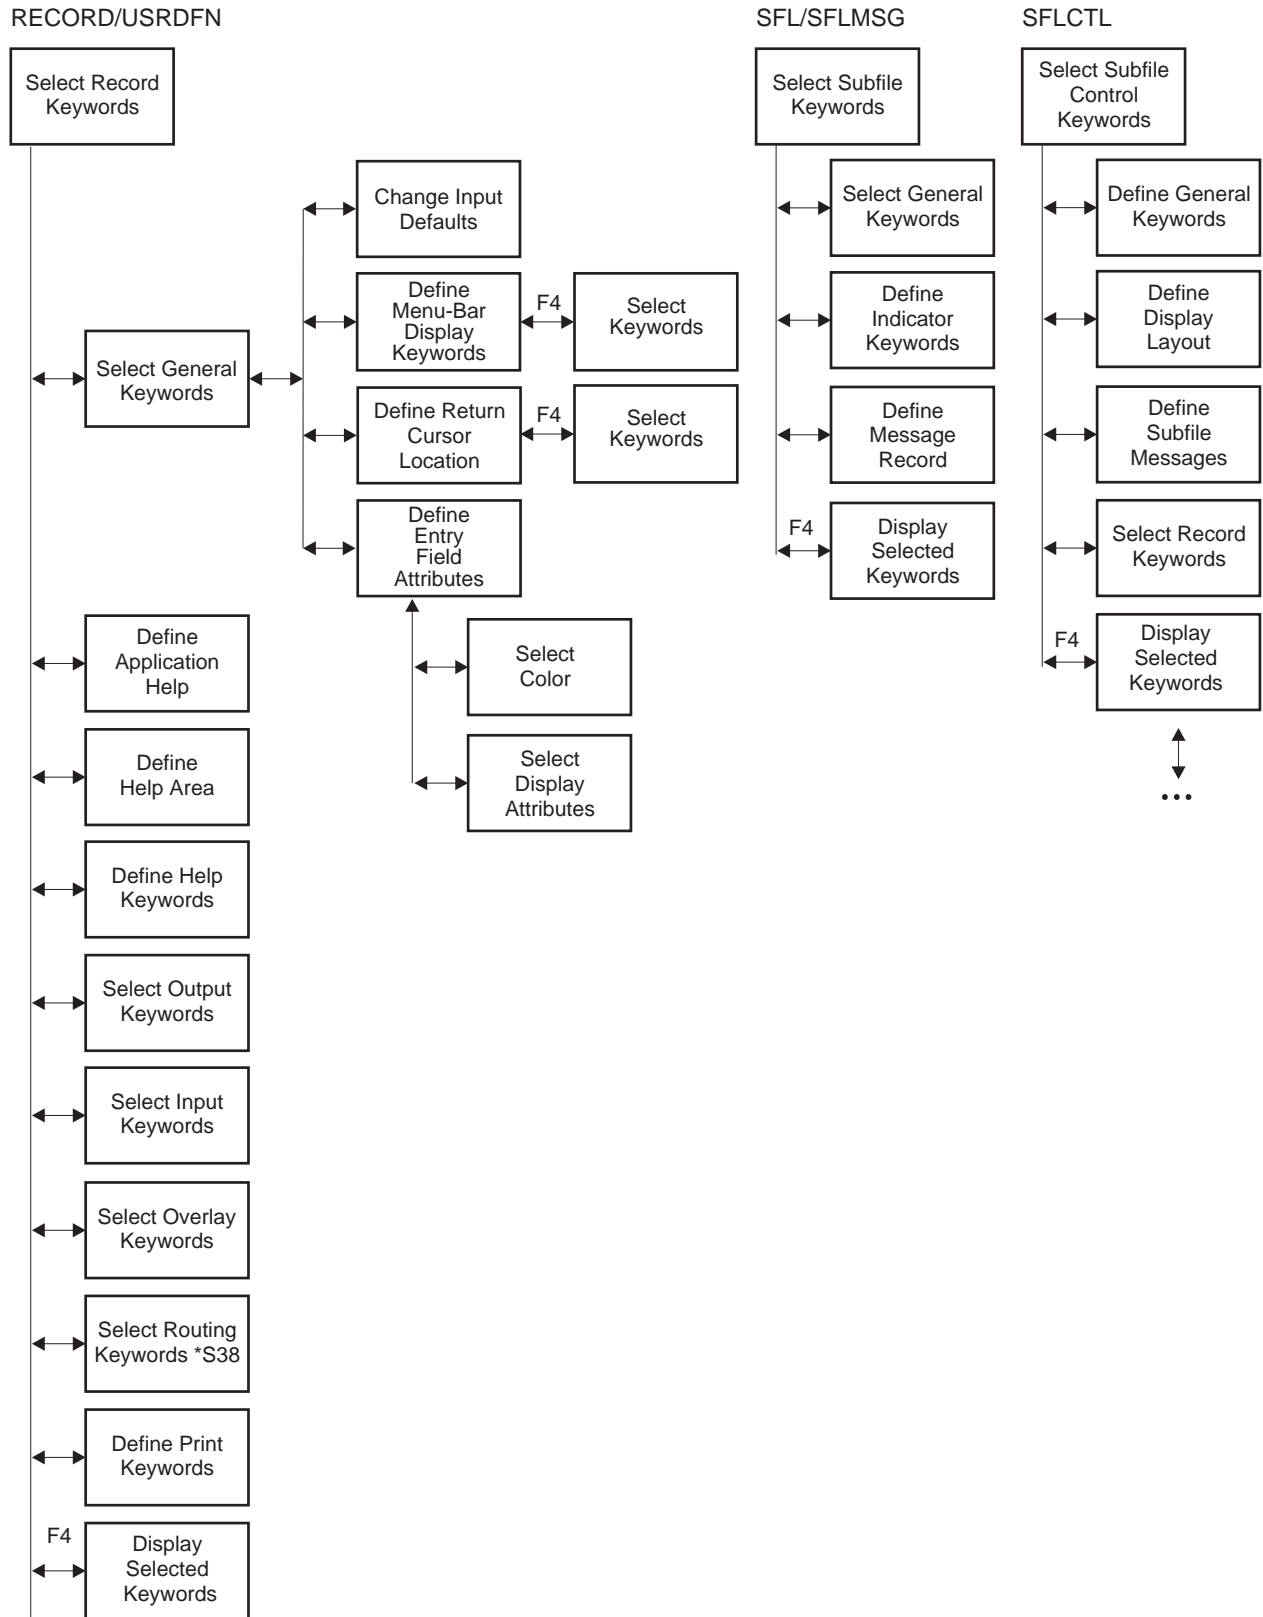 RECORD/USRDFN
Select Record
Keywords
Change Input
Defaults
Define
Menu-Bar
Display
Keywords
F4
Select
Keywords
Select General
Keywords
Define Return
Cursor
Location
F4
Select
Keywords
Define
Entry
Field
Attributes
Select
Color
Select
Display
Attributes
Define
Application
Help
Define
Help Area
Define Help
Keywords
Select Output
Keywords
Select Input
Keywords
Select Overlay
Keywords
Select Routing
Keywords *S38
Define Print
Keywords
F4
Display
Selected
Keywords
SFL/SFLMSG
Select Subfile
Keywords
Select General
Keywords
Define
Indicator
Keywords
Define
Message
Record
F4
Display
Selected
Keywords
SFLCTL
Select Subfile
Control
Keywords
Define General
Keywords
Define
Display
Layout
Define
Subfile
Messages
Select Record
Keywords
F4
Display
Selected
Keywords
...